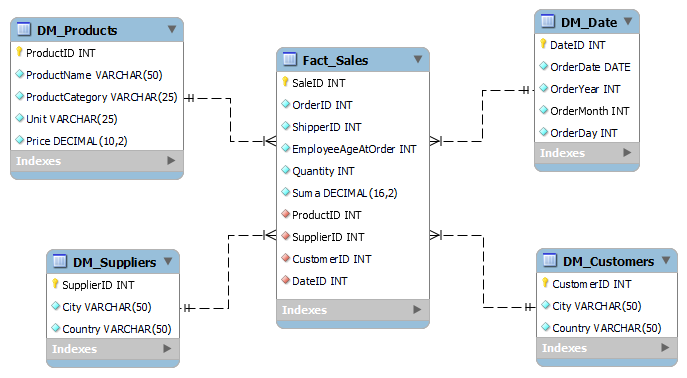 DM_Products
ProductID INT
ProductName VARCHAR(50)
ProductCategory VARCHAR(25)
Unit VARCHAR(25)
Price DECIMAL(10,2)
Indexes
Fact_Sales
SaleID INT
OrderID INT
ShipperID INT
EmployeeAgeAtOrder INT
Quantity INT
Suma DECIMAL(16,2)
ProductID INT
SupplierID INT
CustomerID INT
DateID INT
Indexes
DM_Date
DateID INT
OrderDate DATE
OrderYear INT
OrderMonth INT
OrderDay INT
Indexes
DM_Suppliers
SupplierID INT
City VARCHAR(50)
Country VARCHAR(50)
Indexes
DM_Customers
CustomerID INT
City VARCHAR(50)
Country VARCHAR(50)
Indexes